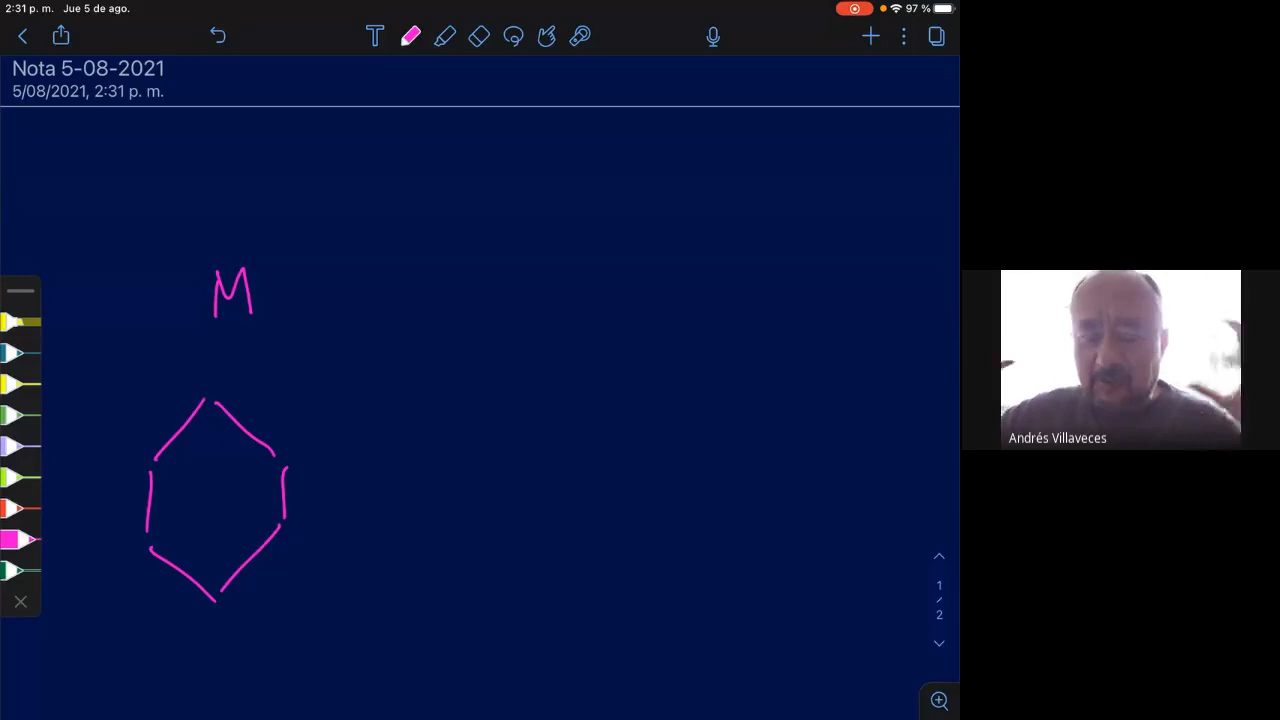 2:31 p. m. Jue 5 de ago.
97 %
T
Nota 5-08-2021
5/08/2021, 2:31 p. m.
M
Andrés Villaveces
1
/
2